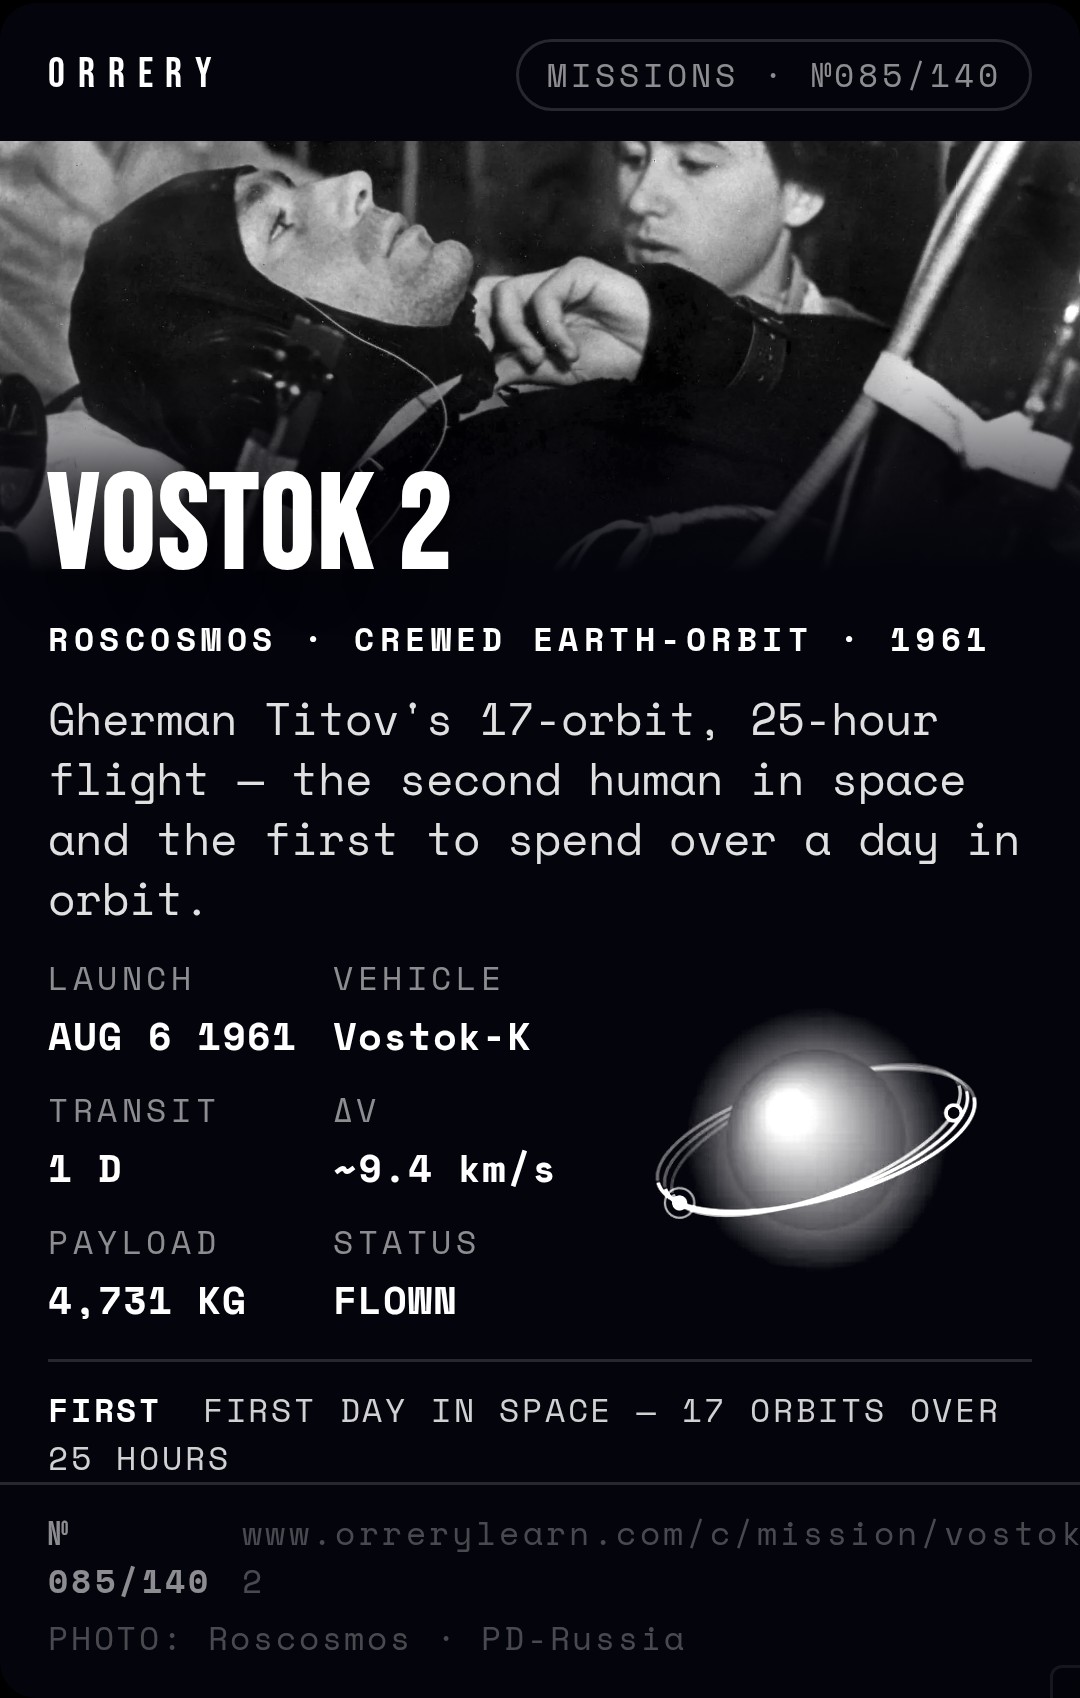 ORRERY
MISSIONS · №085/140
VOSTOK 2
ROSCOSMOS · CREWED EARTH-ORBIT · 1961
Gherman Titov's 17-orbit, 25-hour
flight — the second human in space
and the first to spend over a day in
orbit.
LAUNCH VEHICLE
AUG 6 1961 Vostok-K
TRANSIT ΔV
1 D ~9.4 km/s
PAYLOAD STATUS
4,731 KG FLOWN
FIRST FIRST DAY IN SPACE — 17 ORBITS OVER
25 HOURS
№ www.orrerylearn.com/c/mission/vostok
085/140 2
PHOTO: Roscosmos · PD-Russia